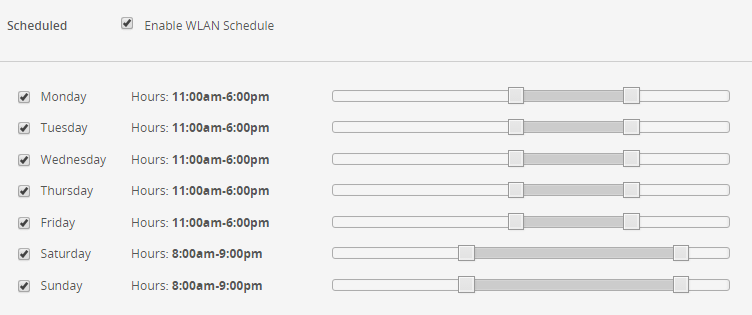 Scheduled Enable WLAN Schedule
Monday Hours: 11:00am-6:00pm
Tuesday Hours: 11:00am-6:00pm
Wednesday Hours: 11:00am-6:00pm
Thursday Hours: 11:00am-6:00pm
Friday Hours: 11:00am-6:00pm
Saturday Hours: 8:00am-9:00pm
Sunday Hours: 8:00am-9:00pm